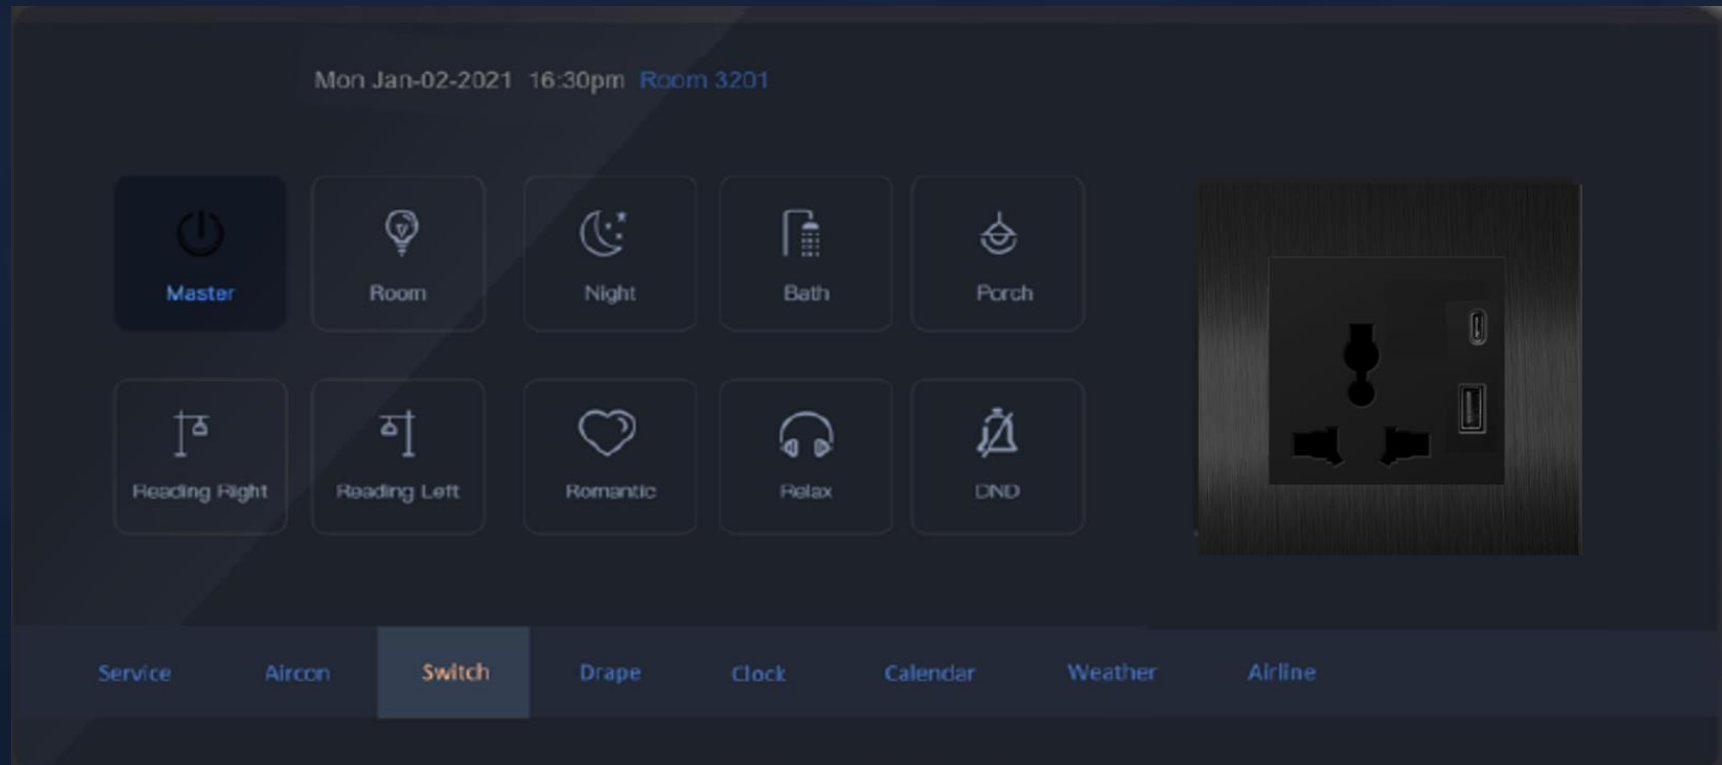 Mon Jan-02-2021 16:30pm Room 3201
Master Room Night Bath Porch
Reading Right Reading Left Romantic Relax DND
Service Aircon Switch Drape Clock Calendar Weather Airline